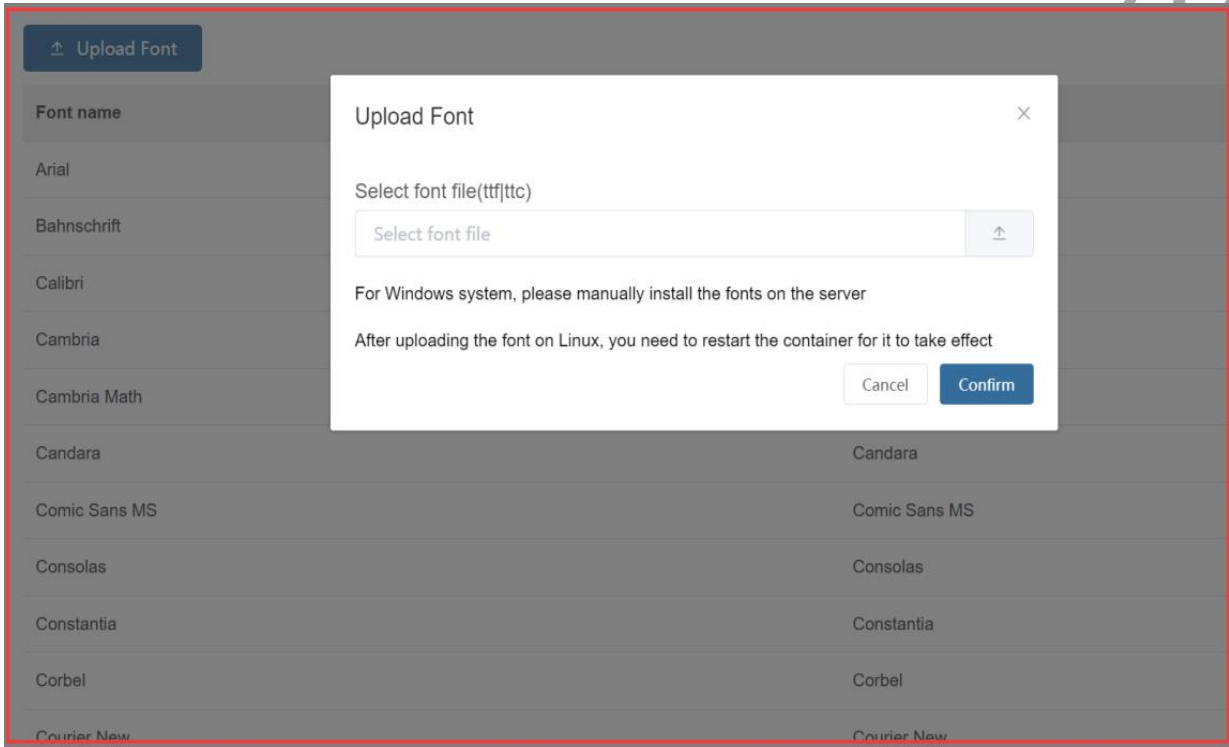 Upload Font
Font name
Upload Font
Arial
Select font file(ttf|ttc)
Bahnschrift
Select font file
Calibri
For Windows system, please manually install the fonts on the server
Cambria
After uploading the font on Linux, you need to restart the container for it to take effect
Cancel Confirm
Cambria Math
Candara Candara
Comic Sans MS Comic Sans MS
Consolas Consolas
Constantia Constantia
Corbel Corbel
Courier New Courier New